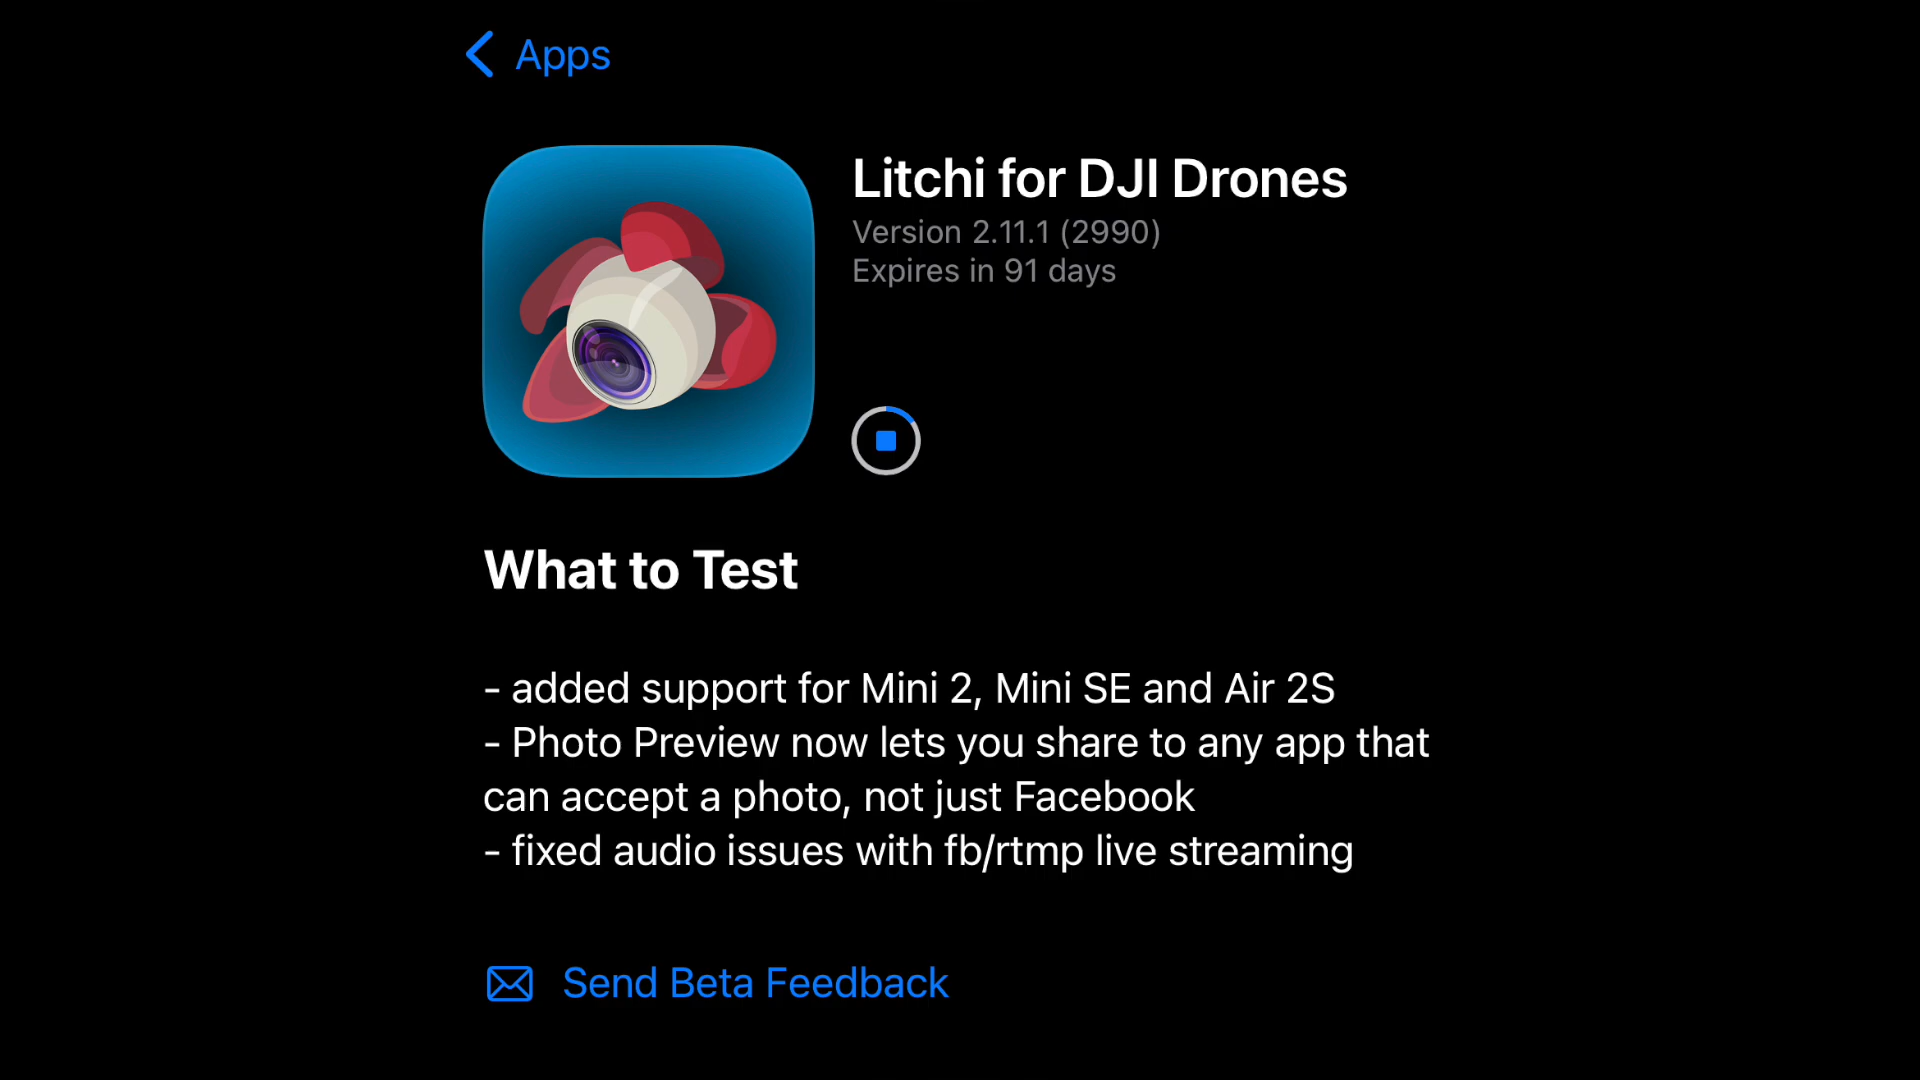 Apps
Litchi for DJI Drones
Version 2.11.1 (2990)
Expires in 91 days
What to Test
- added support for Mini 2, Mini SE and Air 2S
- Photo Preview now lets you share to any app that
can accept a photo, not just Facebook
- fixed audio issues with fb/rtmp live streaming
Send Beta Feedback